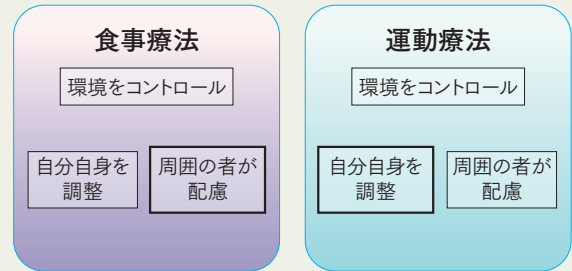 食事療法
環境をコントロール
自分自身を
調整
周囲の者が
配慮
運動療法
環境をコントロール
自分自身を
調整
周囲の者が
配慮